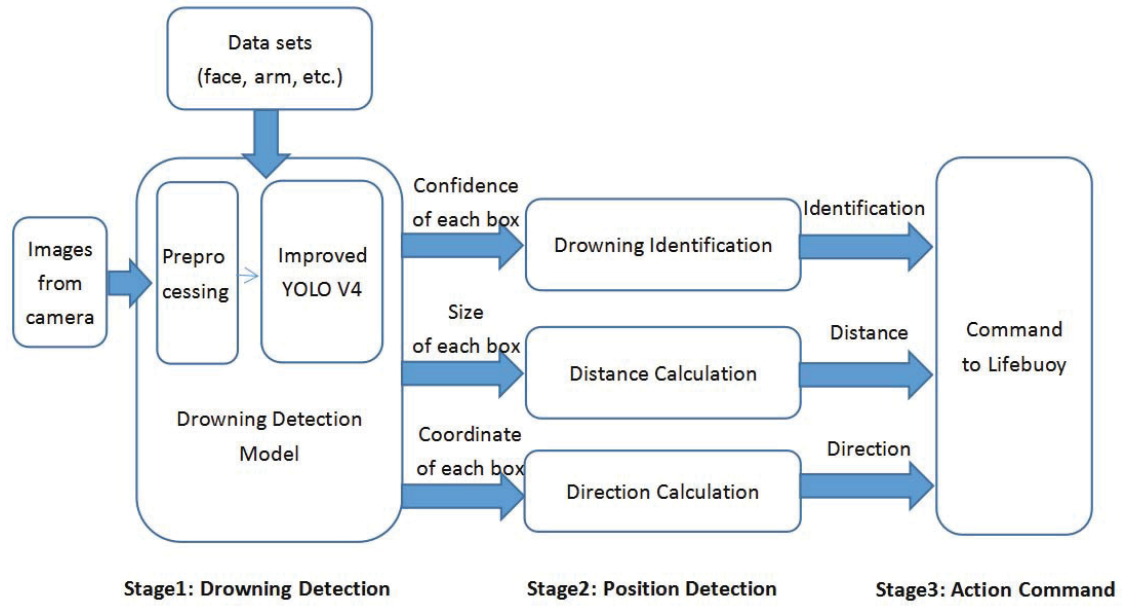 Data sets
(face, arm, etc.)
Images
from
camera
Prepro
cessing
Improved
YOLO V4
Drowning Detection
Model
Confidence
of each box
Size
of each box
Coordinate
of each box
Drowning Identification
Distance Calculation
Direction Calculation
Identification
Distance
Direction
Command
to Lifebuoy
Stage1: Drowning Detection
Stage2: Position Detection
Stage3: Action Command